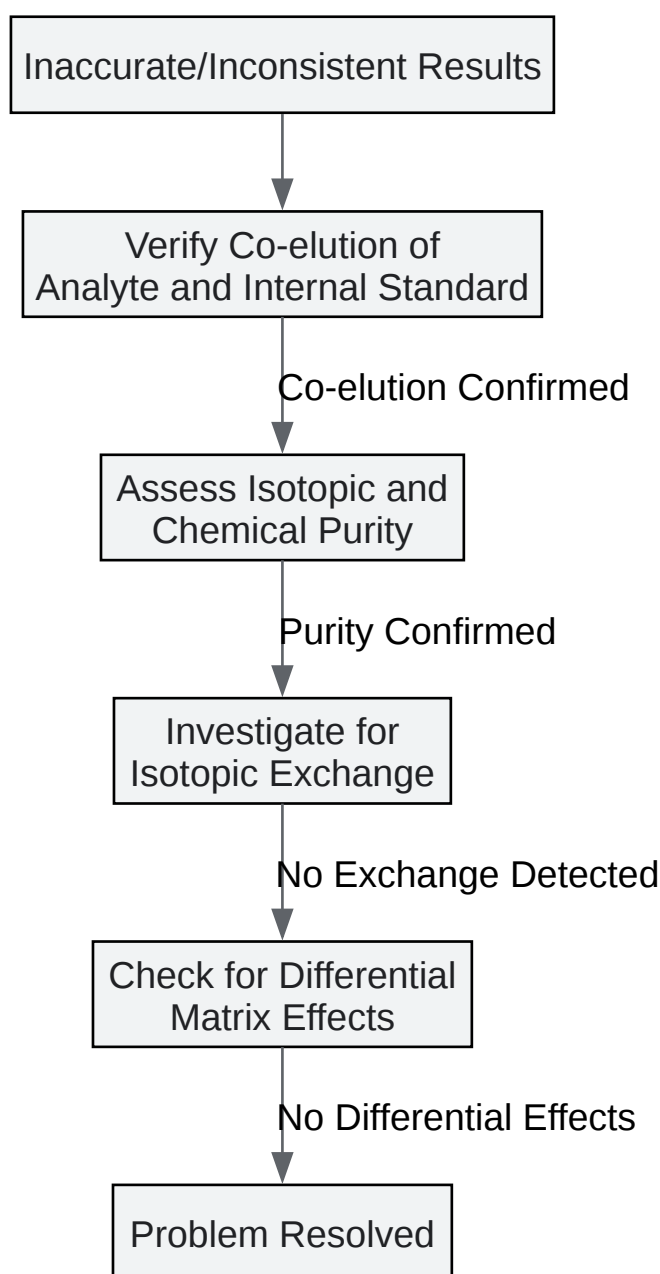 Inaccurate/Inconsistent Results
Verify Co-elution of
Analyte and Internal Standard
Co-elution Confirmed
Assess Isotopic and
Chemical Purity
Purity Confirmed
Investigate for
Isotopic Exchange
No Exchange Detected
Check for Differential
Matrix Effects
No Differential Effects
Problem Resolved